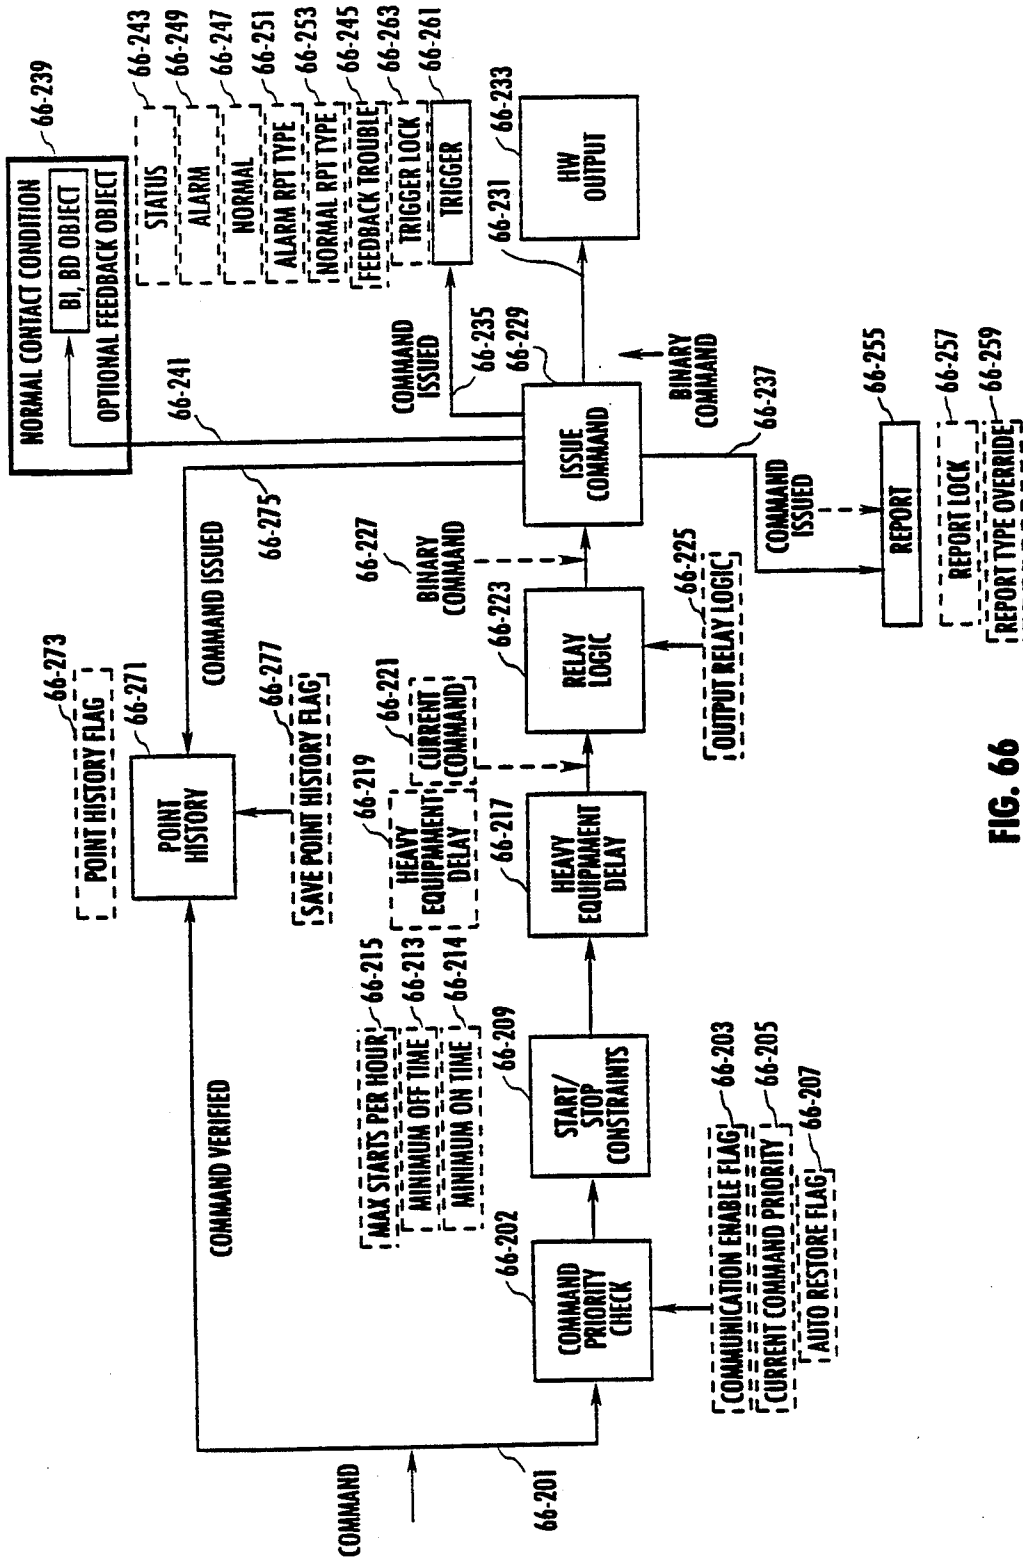 NORMAL CONTACT CONDITION
BI, BD OBJECT
OPTIONAL FEEDBACK OBJECT
66-239
66-241
STATUS
66-243
ALARM
66-249
NORMAL
66-247
ALARM RPT TYPE
66-251
NORMAL RPT TYPE
66-253
FEEDBACK TROUBLE
66-245
TRIGGER LOCK
66-263
TRIGGER
66-261
POINT HISTORY FLAG
66-273
66-271
POINT
HISTORY
COMMAND ISSUED
66-275
SAVE POINT HISTORY FLAG
66-277
COMMAND VERIFIED
COMMAND
66-201
MAX STARTS PER HOUR
66-215
MINIMUM OFF TIME
66-213
MINIMUM ON TIME
66-214
HEAVY
EQUIPMMENT
DELAY
66-219
CURRENT
COMMAND
66-221
BINARY
COMMAND
66-227
COMMAND
ISSUED
66-235
66-229
66-231
66-233
HW
OUTPUT
COMMAND
PRIORITY
CHECK
66-202
START/
STOP
CONSTRAINTS
66-209
HEAVY
EQUIPMMENT
DELAY
66-217
RELAY
LOGIC
66-223
ISSUE
COMMAND
BINARY
COMMAND
66-237
COMMUNICATION ENABLE FLAG
66-203
CURRENT COMMAND PRIORITY
66-205
AUTO RESTORE FLAG
66-207
OUTPUT RELAY LOGIC
66-225
COMMAND
ISSUED
REPORT
66-255
REPORT LOCK
66-257
REPORT TYPE OVERRIDE
66-259
FIG. 66